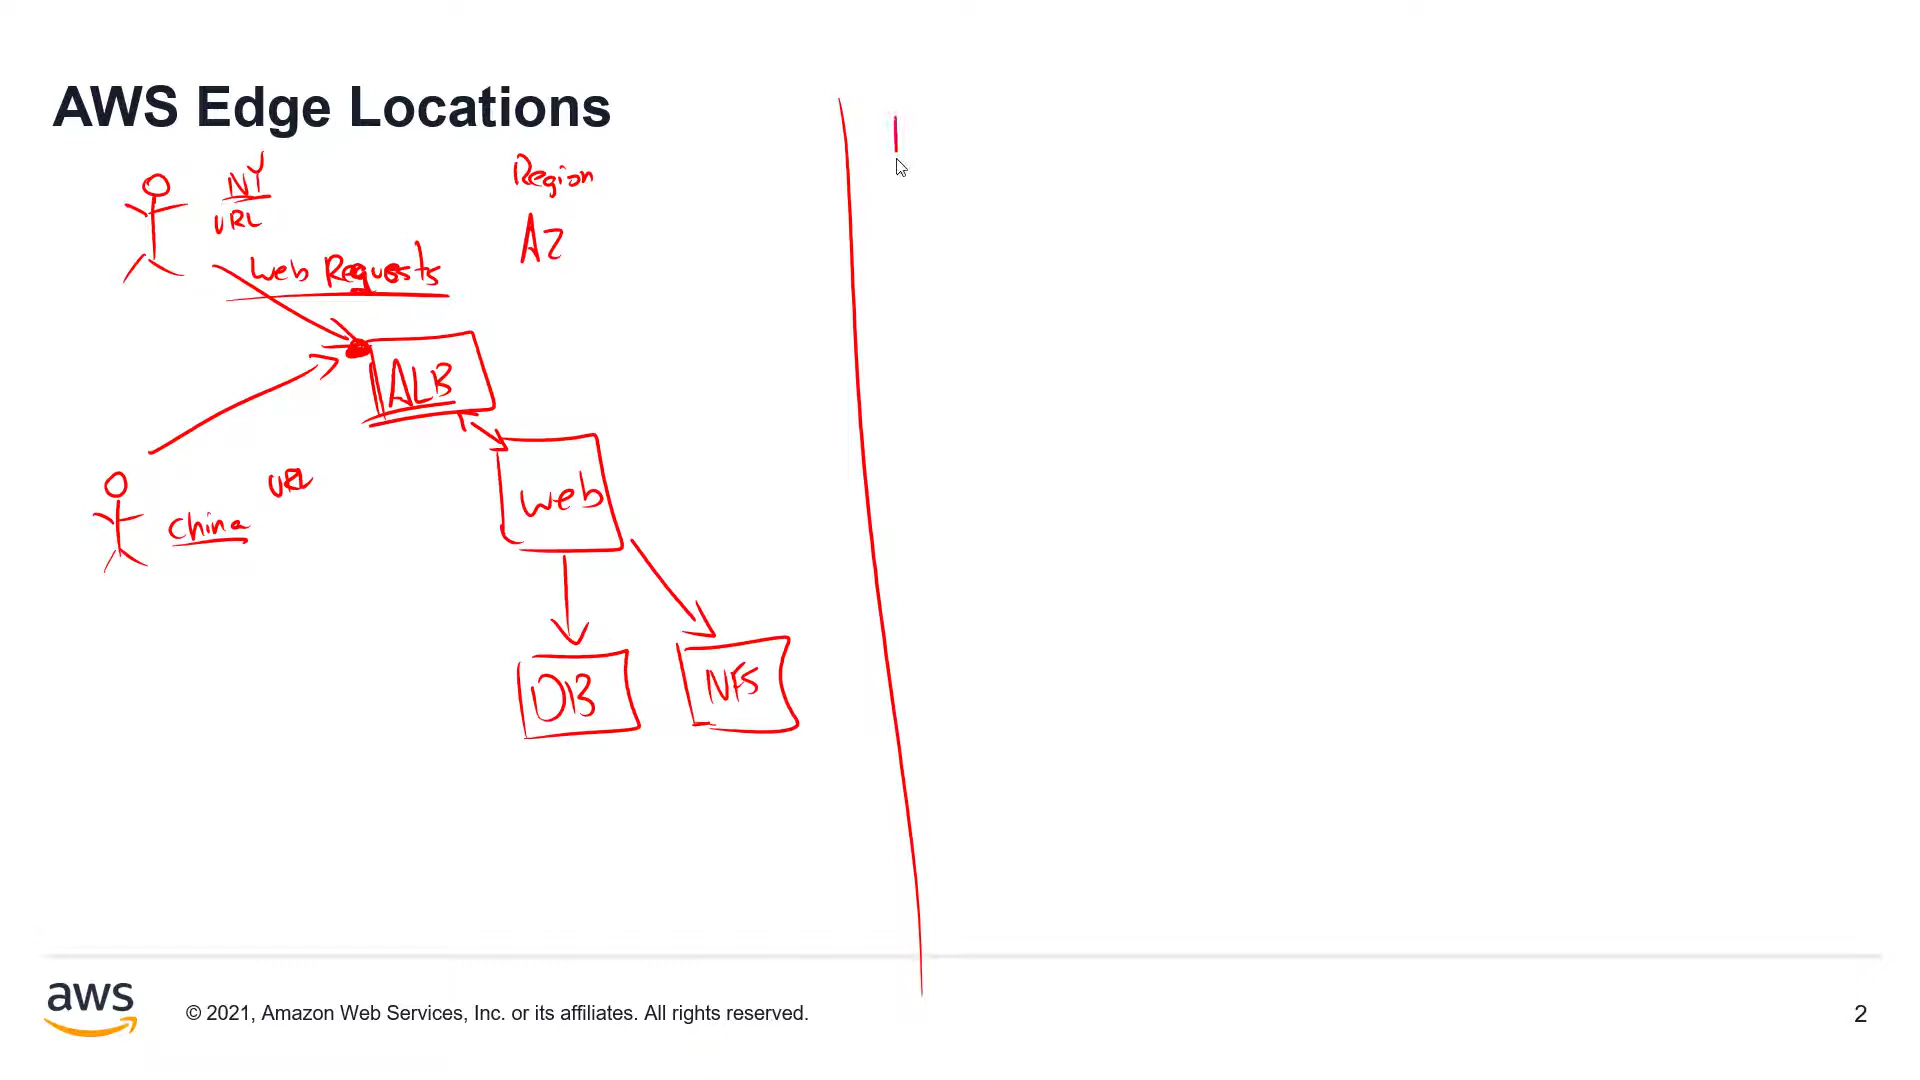 AWS Edge Locations
NY
URL
Region
AZ
Web Requests
ALB
URL
China
web
DB
NFS
aws
© 2021, Amazon Web Services, Inc. or its affiliates. All rights reserved.
2